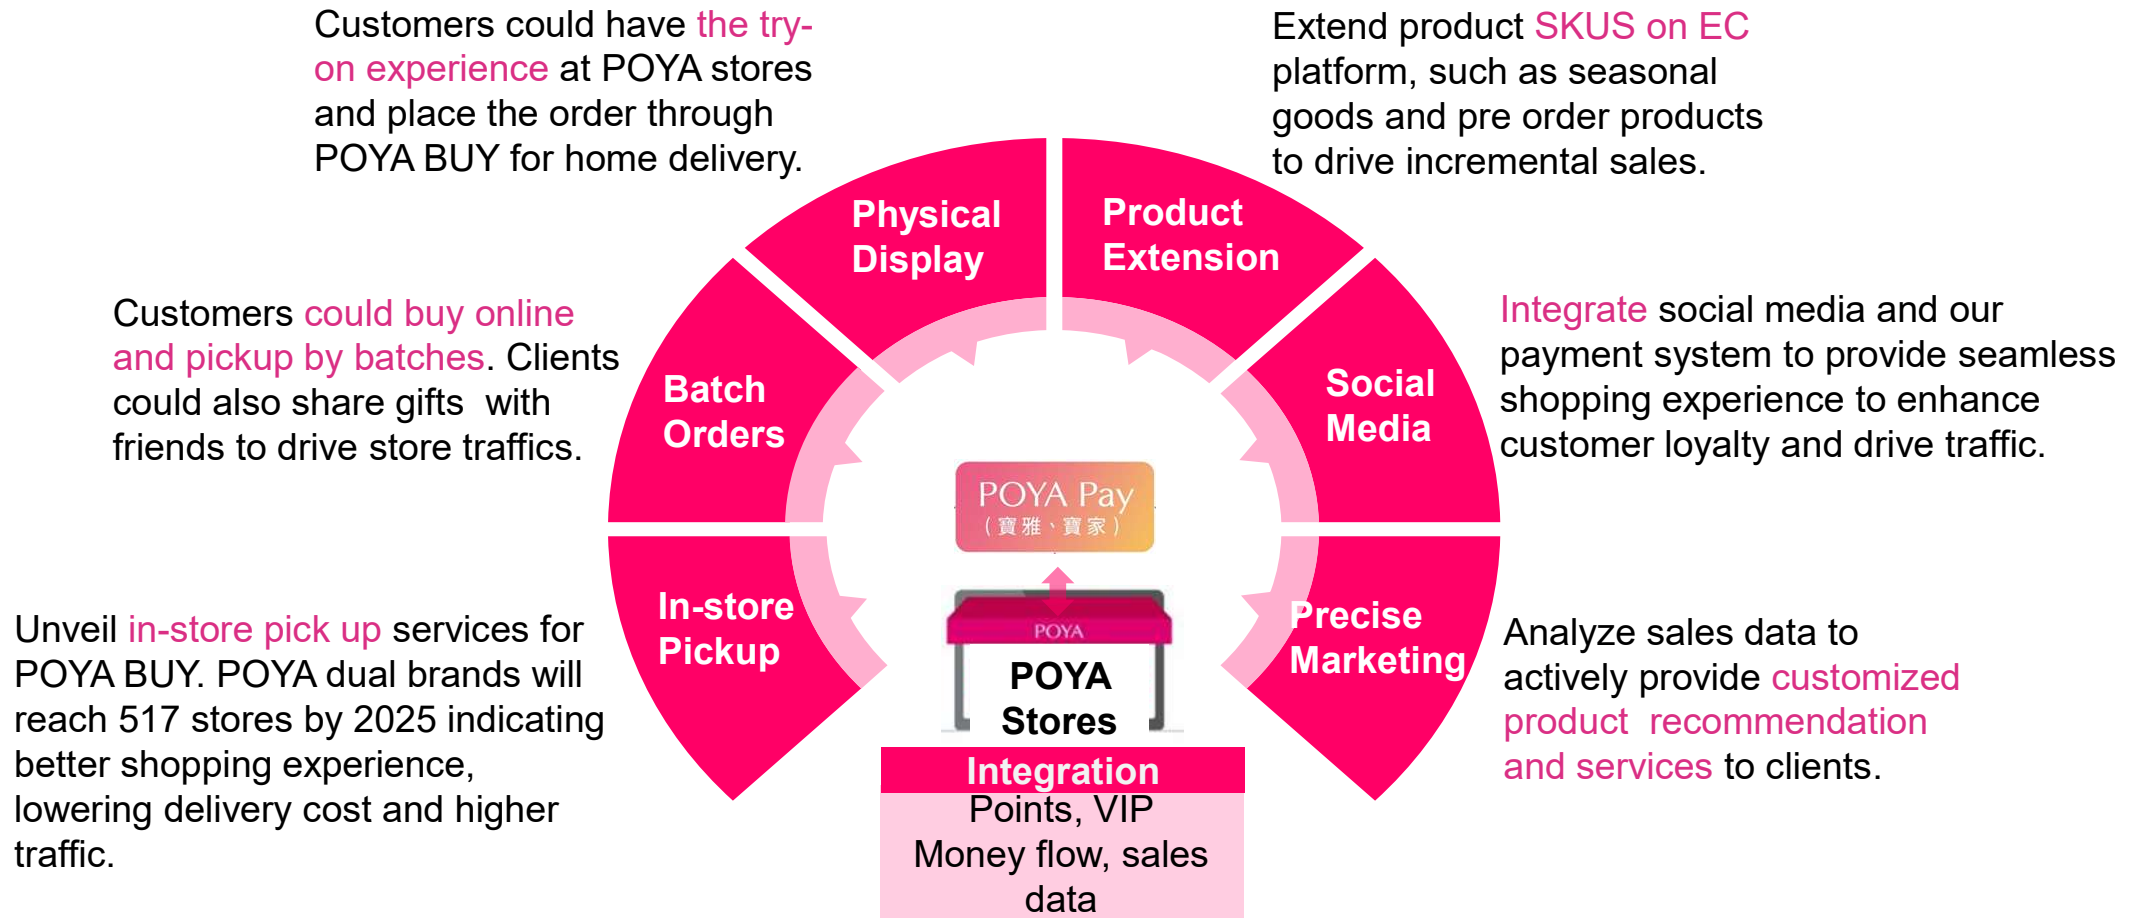 Customers could have the try-
on experience at POYA stores
and place the order through
POYA BUY for home delivery.
Extend product SKUS on EC
platform, such as seasonal
goods and pre order products
to drive incremental sales.
Physical
Display
Product
Extension
Customers could buy online
and pickup by batches. Clients
could also share gifts  with
friends to drive store traffics.
Batch
Orders
Social
Media
Integrate social media and our
payment system to provide seamless
shopping experience to enhance
customer loyalty and drive traffic.
POYA Pay
(寶雅、寶家)
Unveil in-store pick up services for
POYA BUY. POYA dual brands will
reach 517 stores by 2025 indicating
better shopping experience,
lowering delivery cost and higher
traffic.
In-store
Pickup
POYA
POYA
Stores
Precise
Marketing
Analyze sales data to
actively provide customized
product  recommendation
and services to clients.
Integration
Points, VIP
Money flow, sales
data